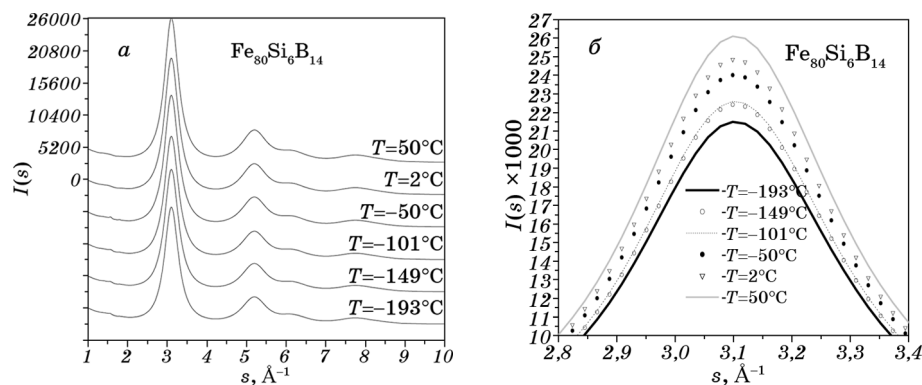 26000
20800
15600
10400
5200
0
I(s)
а
Fe₈₀Si₆B₁₄
T=50°C
T=2°C
T=−50°C
T=−101°C
T=−149°C
T=−193°C
1 2 3 4 5 6 7 8 9 10
s, Å⁻¹
27
26
25
24
23
22
21
20
19
18
17
16
15
14
13
12
11
10
I(s) ×1000
б
Fe₈₀Si₆B₁₄
-T=−193°C
-T=−149°C
-T=−101°C
-T=−50°C
-T=2°C
-T=50°C
2,8 2,9 3,0 3,1 3,2 3,3 3,4
s, Å⁻¹